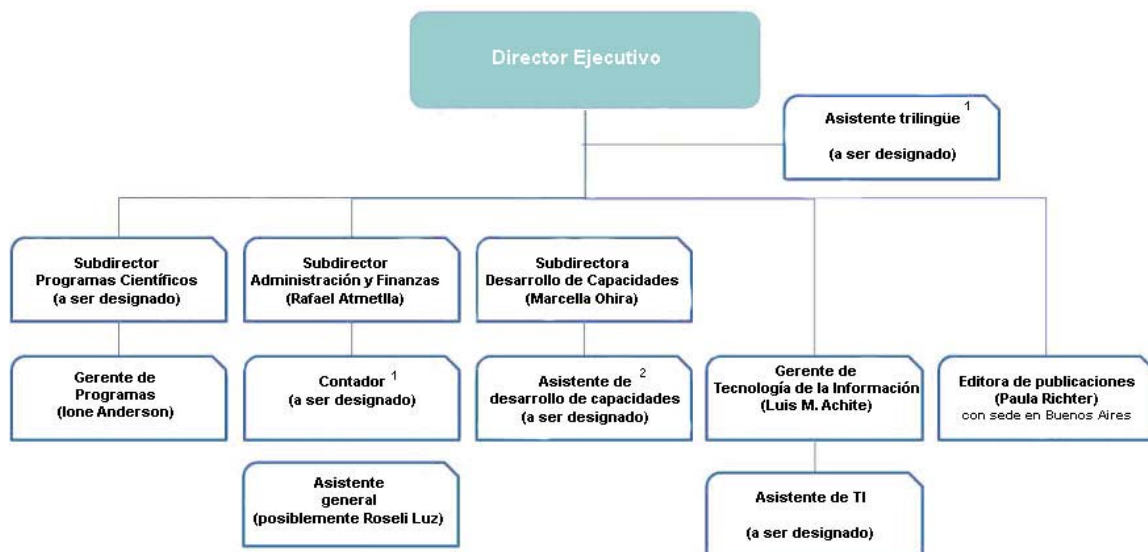 Director Ejecutivo
Asistente trilingüe 1
(a ser designado)
Subdirector
Programas Científicos
(a ser designado)
Subdirector
Administración y Finanzas
(Rafael Atmetlla)
Subdirectora
Desarrollo de Capacidades
(Marcella Ohira)
Gerente de
Programas
(Ione Anderson)
Contador 1
(a ser designado)
Asistente de 2
desarrollo de capacidades
(a ser designado)
Gerente de
Tecnología de la Información
(Luis M. Achite)
Editora de publicaciones
(Paula Richter)
con sede en Buenos Aires
Asistente
general
(posiblemente Roseli Luz)
Asistente de TI
(a ser designado)